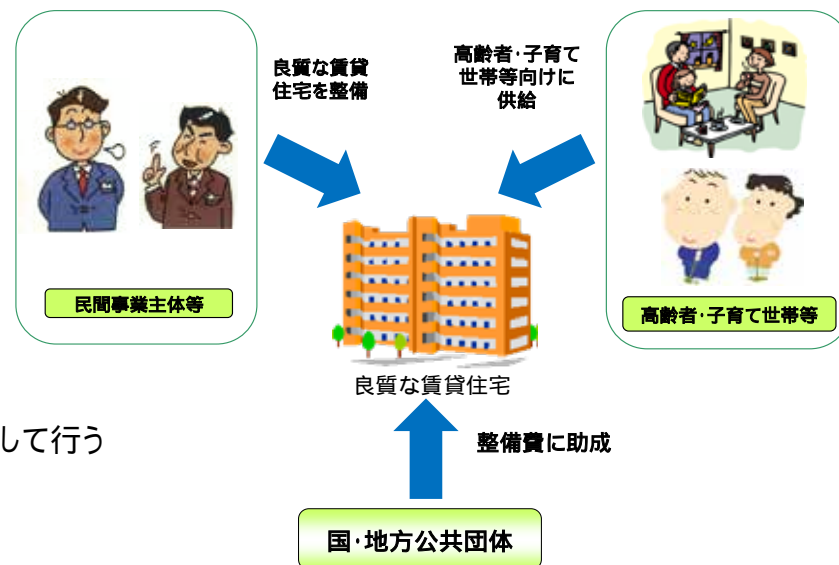 良質な賃貸
住宅を整備
高齢者・子育て
世帯等向けに
供給
民間事業主体等
高齢者・子育て世帯等
良質な賃貸住宅
して行う
整備費に助成
国・地方公共団体